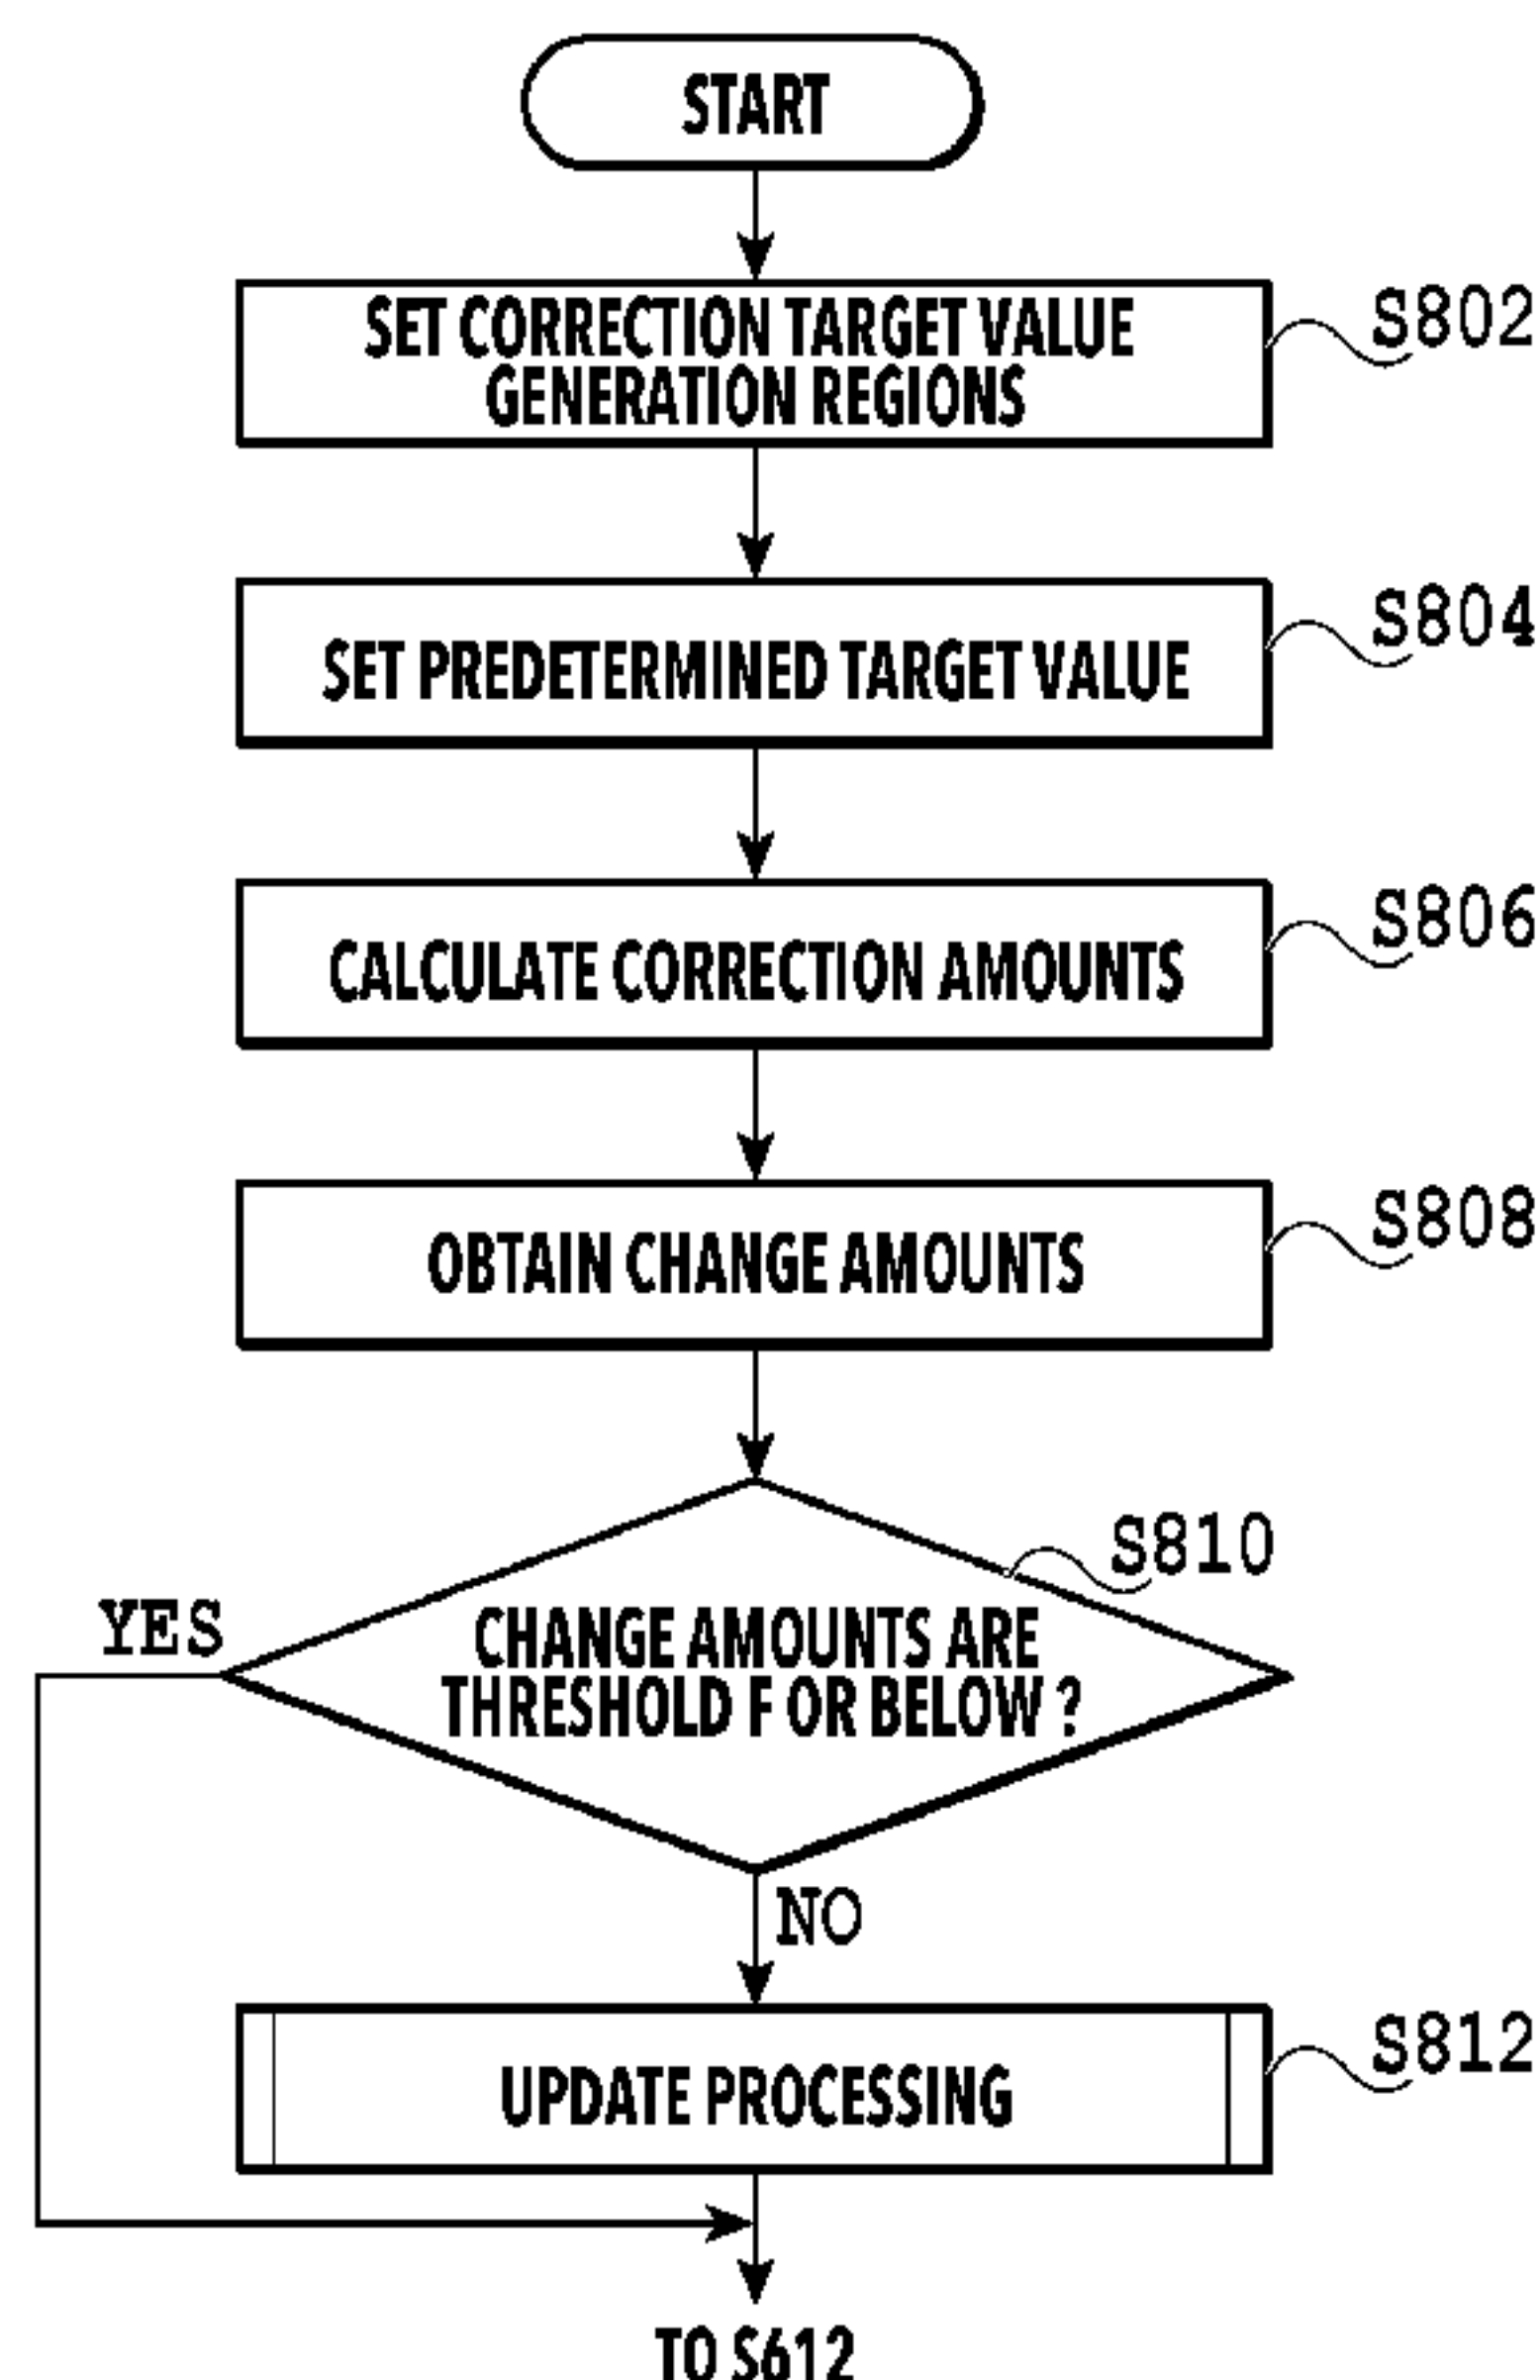 START
SET CORRECTION TARGET VALUE
GENERATION REGIONS
S802
SET PREDETERMINED TARGET VALUE
S804
CALCULATE CORRECTION AMOUNTS
S806
OBTAIN CHANGE AMOUNTS
S808
S810
YES
CHANGE AMOUNTS ARE
THRESHOLD F OR BELOW ?
NO
UPDATE PROCESSING
S812
TO S612